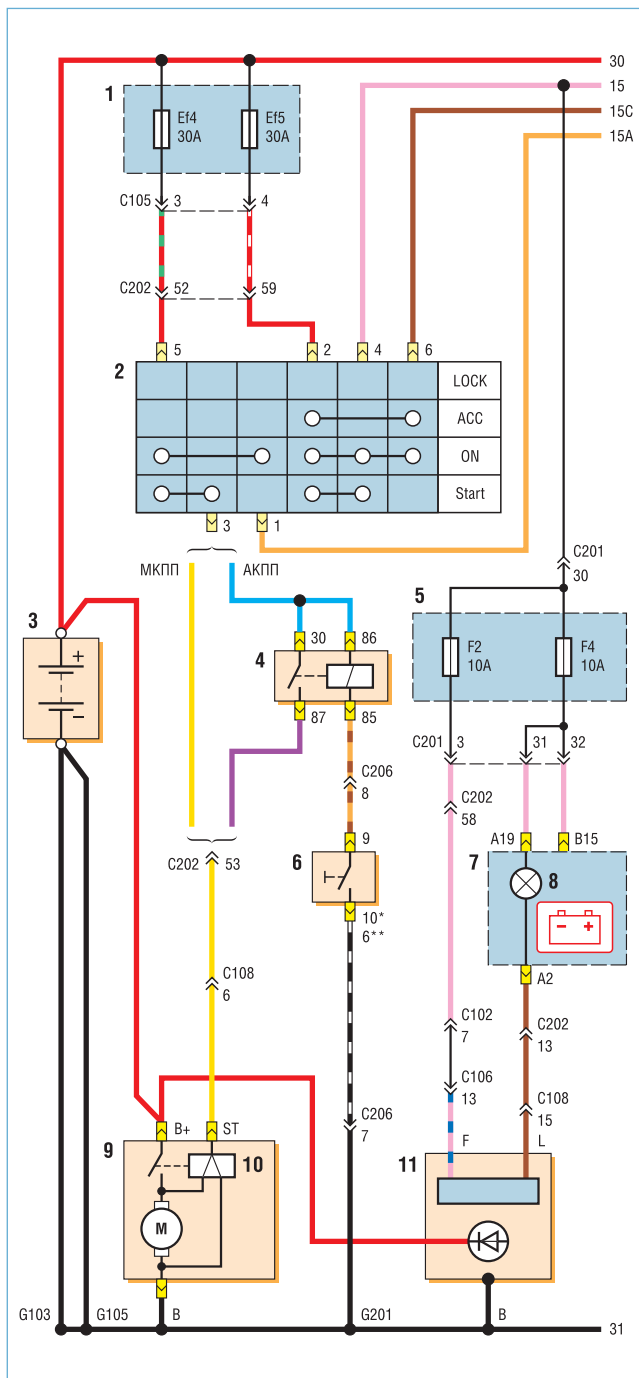 30
15
15C
15A
1
Ef4
30A
Ef5
30A
C105 3 4
C202 52 59
5 2 4 6
2
LOCK
ACC
ON
Start
3 1
МКПП АКПП
C201
30
3
+
−
4
30 86
87 85
5
F2
10A
F4
10A
C201 3 31 32
C206
8
C202
58
C202 53
6
9
10*
6**
A19 B15
7
8
− +
A2
C108
6
C102
7
C202
13
C106
13
C108
15
C206
7
F L
B+ ST
9
10
M
11
G103 G105 B G201 B 31